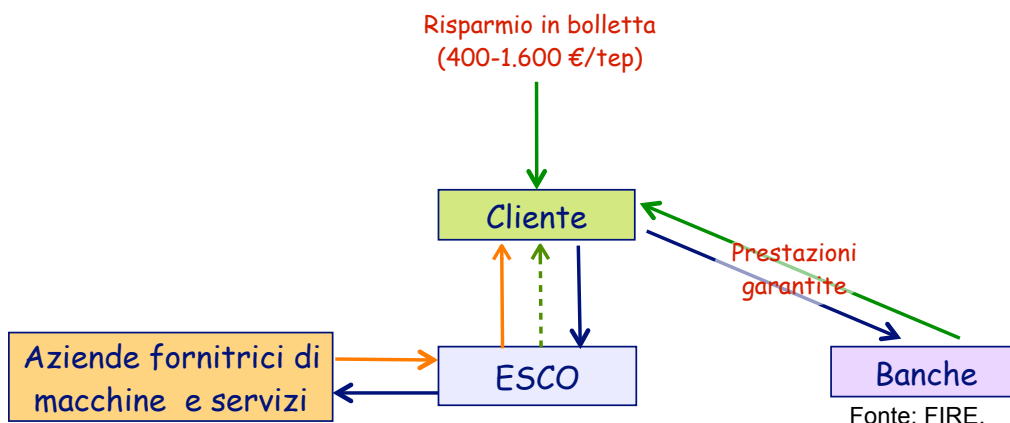 Risparmio in bolletta
(400-1.600 €/tep)
Cliente
Prestazioni
garantite
Aziende fornitrici di
macchine e servizi
ESCO
Banche
Fonte: FIRE.